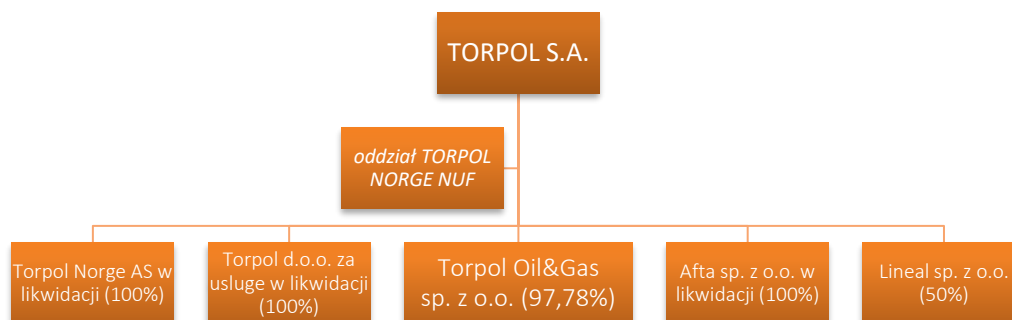 TORPOL S.A.
oddział TORPOL
NORGE NUF
Torpol Norge AS w
likwidacji (100%)
Torpol d.o.o. za
usluge w likwidacji
(100%)
Torpol Oil&Gas
sp. z o.o. (97,78%)
Afta sp. z o.o. w
likwidacji (100%)
Lineal sp. z o.o.
(50%)